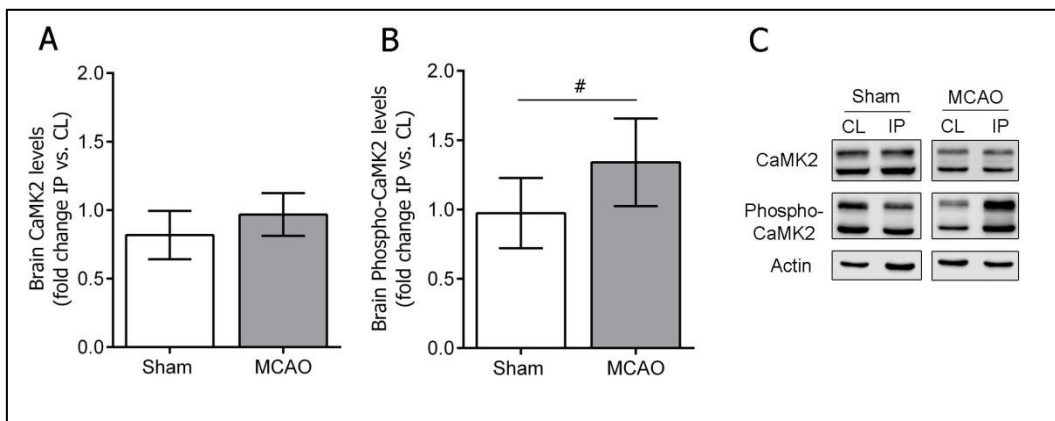 A
Brain CaMK2 levels
(fold change IP vs. CL)
2.0
1.5
1.0
0.5
0.0
Sham
MCAO
B
Brain Phospho-CaMK2 levels
(fold change IP vs. CL)
2.0
1.5
1.0
0.5
0.0
#
Sham
MCAO
C
Sham
MCAO
CL IP
CL IP
CaMK2
Phospho-
CaMK2
Actin